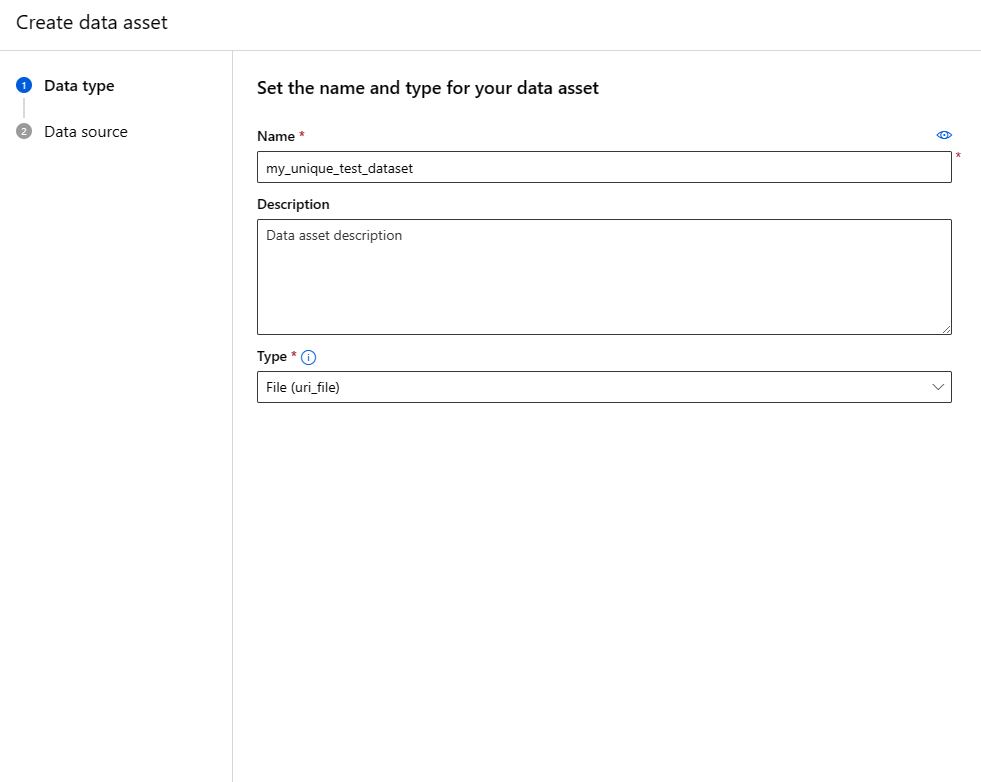 Create data asset
1 Data type
2 Data source
Set the name and type for your data asset
Name *
my_unique_test_dataset *
Description
Data asset description
Type *
File (uri_file)